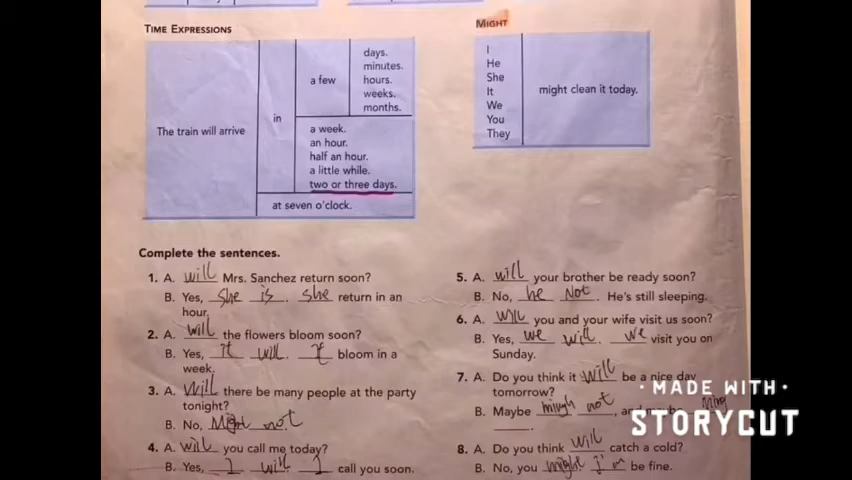 TIME EXPRESSIONS
The train will arrive
in
a few
days.
minutes.
hours.
weeks.
months.
a week.
an hour.
half an hour.
a little while.
two or three days.
at seven o'clock.
MIGHT
I
He
She
It
We
You
They
might clean it today.
Complete the sentences.
1. A. will Mrs. Sanchez return soon?
B. Yes, She is. she return in an
hour.
2. A. will the flowers bloom soon?
B. Yes, it will. it bloom in a
week.
3. A. will there be many people at the party
tonight?
B. No, Might not
4. A. will you call me today?
B. Yes, I will I call you soon.
5. A. will your brother be ready soon?
B. No, he Not. He's still sleeping.
6. A. will you and your wife visit us soon?
B. Yes, we will. we visit you on
Sunday.
7. A. Do you think it will be a nice day
tomorrow?
B. Maybe migh not, and
8. A. Do you think will catch a cold?
B. No, you might I'm be fine.
MADE WITH
STORYCUT